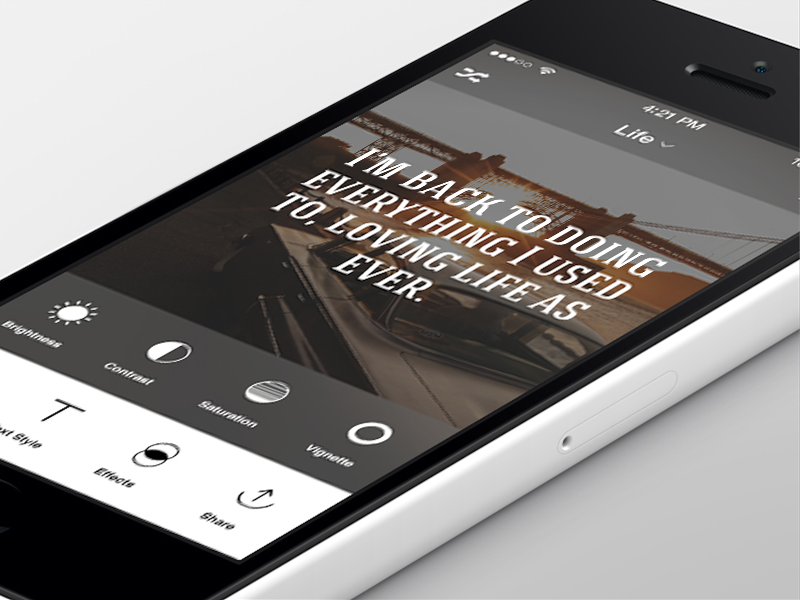 4:21 PM
Life
I'M BACK TO DOING
EVERYTHING I USED
TO, LOVING LIFE AS
EVER.
Brightness
Contrast
Saturation
Vignette
Text Style
Effects
Share